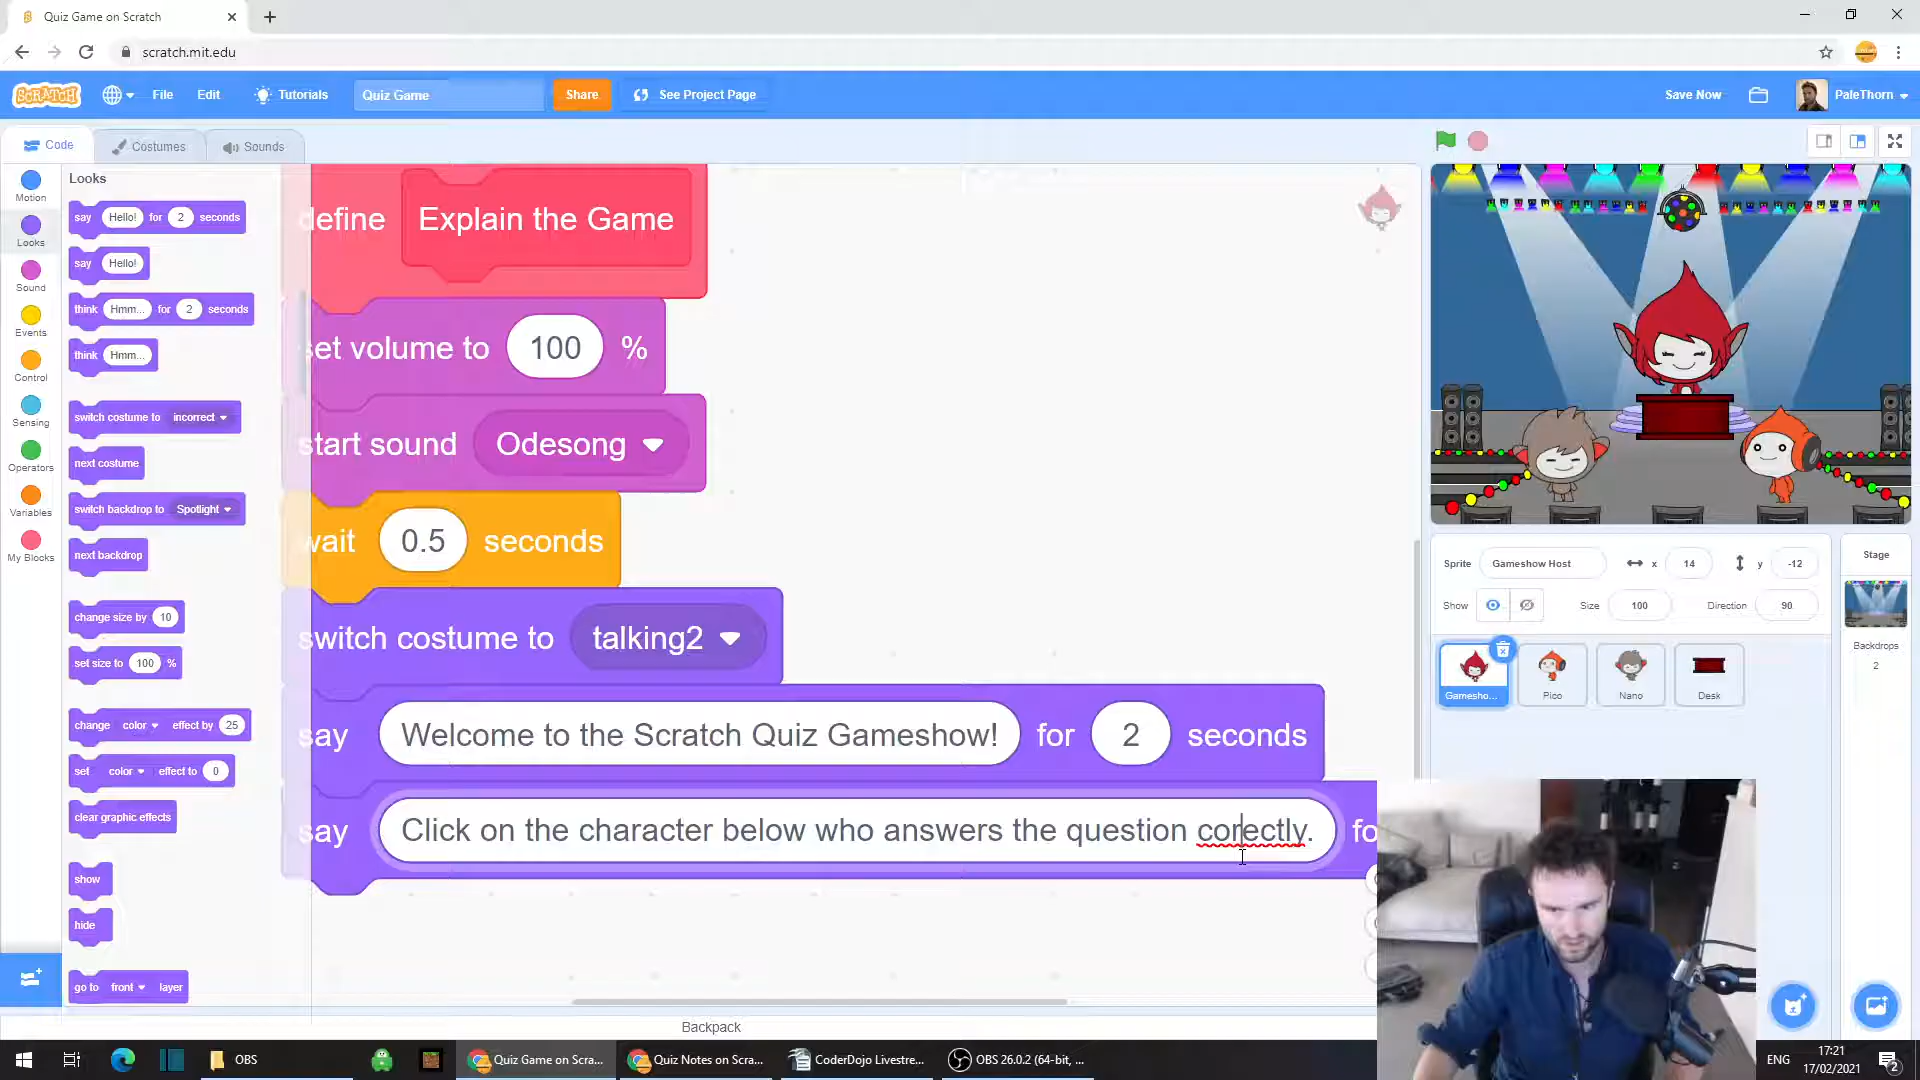 Quiz Game on Scratch
scratch.mit.edu
SCRATCH
File
Edit
Tutorials
Quiz Game
Share
See Project Page
Save Now
PaleThorn
Code
Costumes
Sounds
Motion
Looks
Sound
Events
Control
Sensing
Operators
Variables
My Blocks
Looks
say Hello! for 2 seconds
say Hello!
think Hmm... for 2 seconds
think Hmm...
switch costume to incorrect
next costume
switch backdrop to Spotlight
next backdrop
change size by 10
set size to 100 %
change color effect by 25
set color effect to 0
clear graphic effects
show
hide
go to front layer
define Explain the Game
set volume to 100 %
start sound Odesong
wait 0.5 seconds
switch costume to talking2
say Welcome to the Scratch Quiz Gameshow! for 2 seconds
say Click on the character below who answers the question corectly. fo
Backpack
Sprite Gameshow Host x 14 y -12
Show Size 100 Direction 90
Gamesho...
Pico
Nano
Desk
Stage
Backdrops
2
OBS
Quiz Game on Scra...
Quiz Notes on Scra...
CoderDojo Livestre...
OBS 26.0.2 (64-bit, ...
ENG
17:21
17/02/2021
2